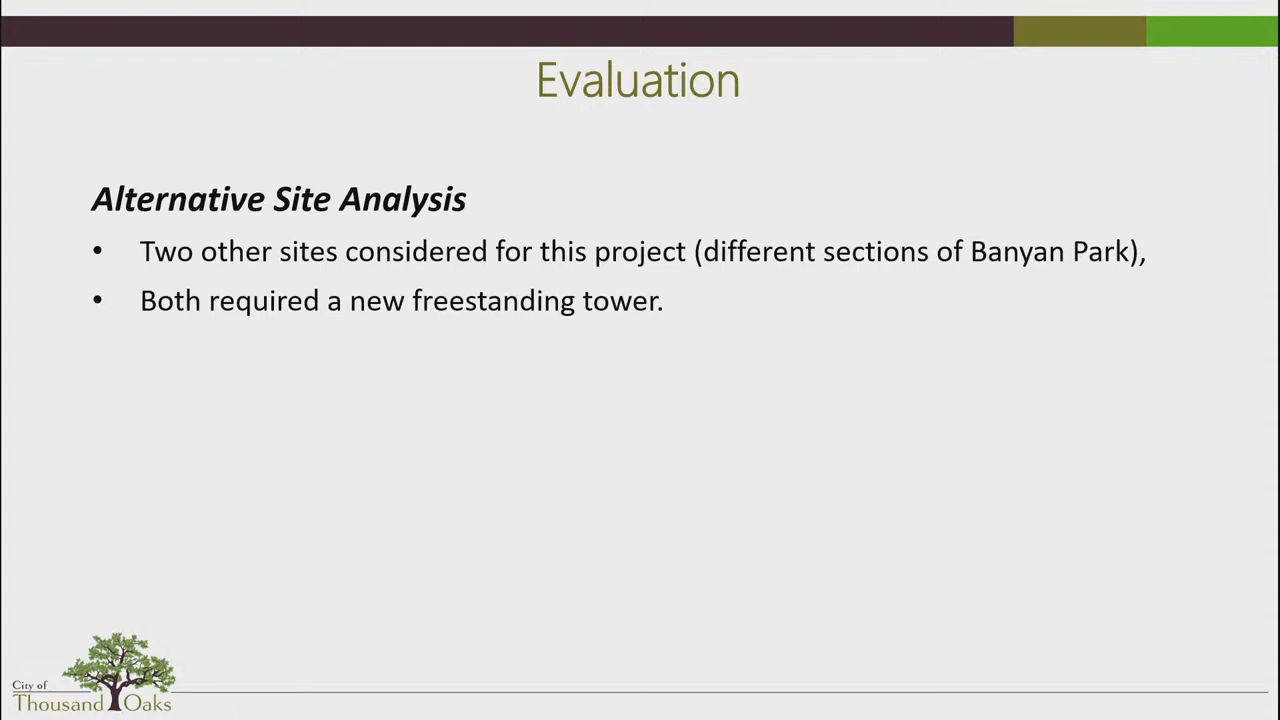 Evaluation
Alternative Site Analysis
• Two other sites considered for this project (different sections of Banyan Park),
• Both required a new freestanding tower.
City of
Thousand Oaks